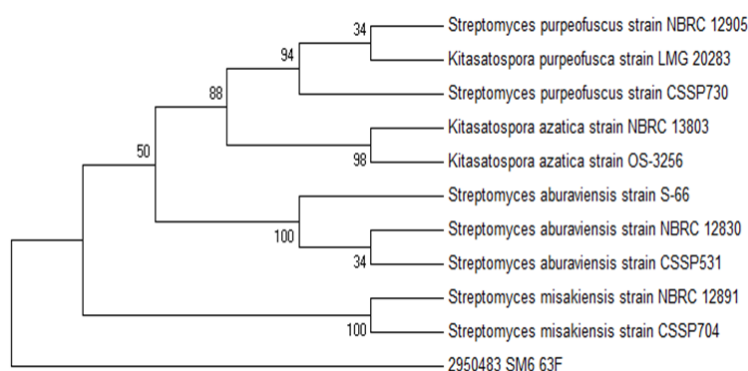 34
Streptomyces purpeofuscus strain NBRC 12905
94
Kitasatospora purpeofusca strain LMG 20283
88
Streptomyces purpeofuscus strain CSSP730
Kitasatospora azatica strain NBRC 13803
50
98
Kitasatospora azatica strain OS-3256
Streptomyces aburaviensis strain S-66
100
Streptomyces aburaviensis strain NBRC 12830
34
Streptomyces aburaviensis strain CSSP531
Streptomyces misakiensis strain NBRC 12891
100
Streptomyces misakiensis strain CSSP704
2950483 SM6 63F